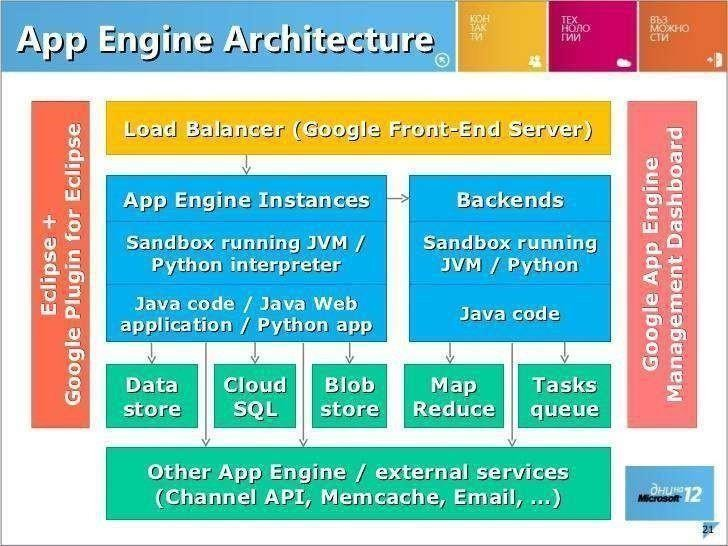 App Engine Architecture
КОН
ТАК
ТИ
ТЕХ
НОЛО
ГИИ
ВЪЗ
МОЖНО
СТИ
Eclipse +
Google Plugin for Eclipse
Load Balancer (Google Front-End Server)
App Engine Instances
Sandbox running JVM /
Python interpreter
Java code / Java Web
application / Python app
Backends
Sandbox running
JVM / Python
Java code
Data
store
Cloud
SQL
Blob
store
Map
Reduce
Tasks
queue
Other App Engine / external services
(Channel API, Memcache, Email, …)
Google App Engine
Management Dashboard
дни на
Microsoft 12
21